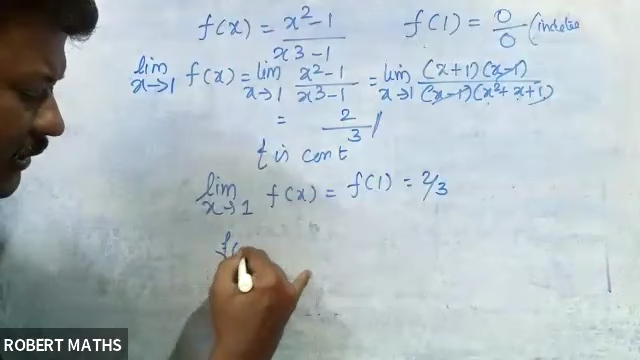 f(x) = x²-1 / x3-1 f(1) = 0/0 (indete
lim x→1 f(x) = lim x→1 x²-1 / x³-1 = lim x→1 (x+1)(x-1) / (x-1)(x²+x+1)
= 2/3 //
f is cont
lim x→1 f(x) = f(1) = 2/3
f(
ROBERT MATHS